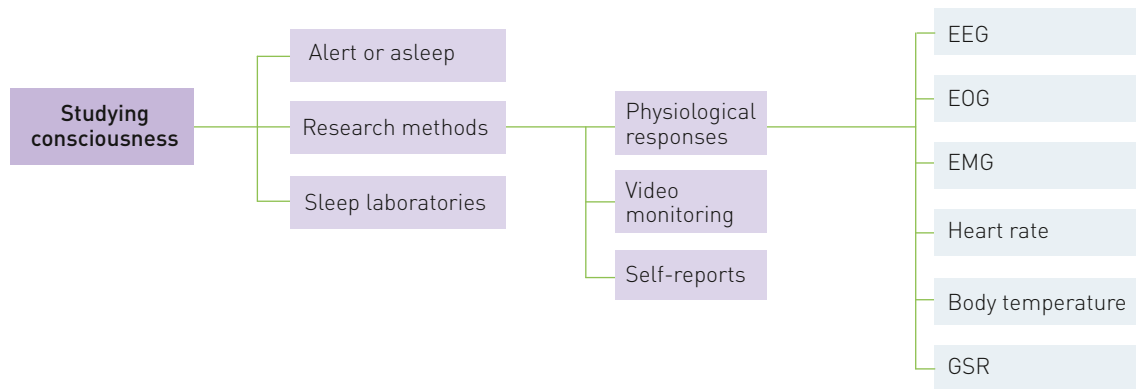 Studying
consciousness
Alert or asleep
Research methods
Sleep laboratories
Physiological
responses
Video
monitoring
Self-reports
EEG
EOG
EMG
Heart rate
Body temperature
GSR